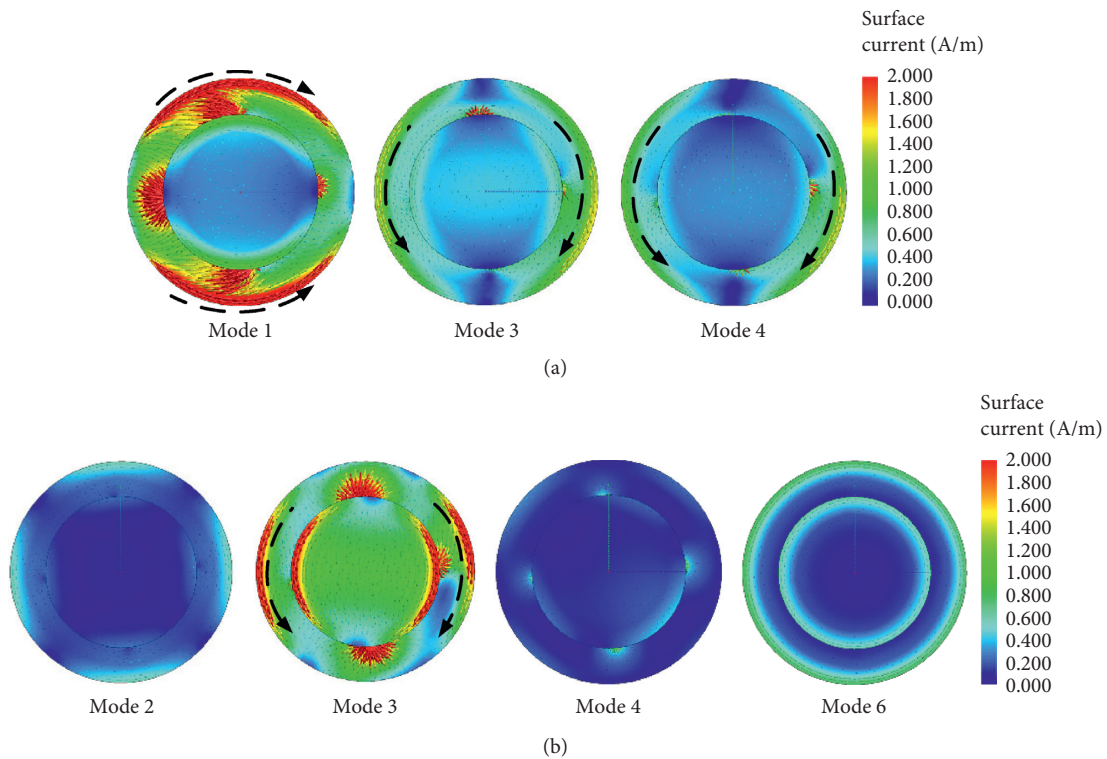 Surface
current (A/m)
2.000
1.800
1.600
1.400
1.200
1.000
0.800
0.600
0.400
0.200
0.000
Mode 1
Mode 3
Mode 4
(a)
Surface
current (A/m)
2.000
1.800
1.600
1.400
1.200
1.000
0.800
0.600
0.400
0.200
0.000
Mode 2
Mode 3
Mode 4
Mode 6
(b)